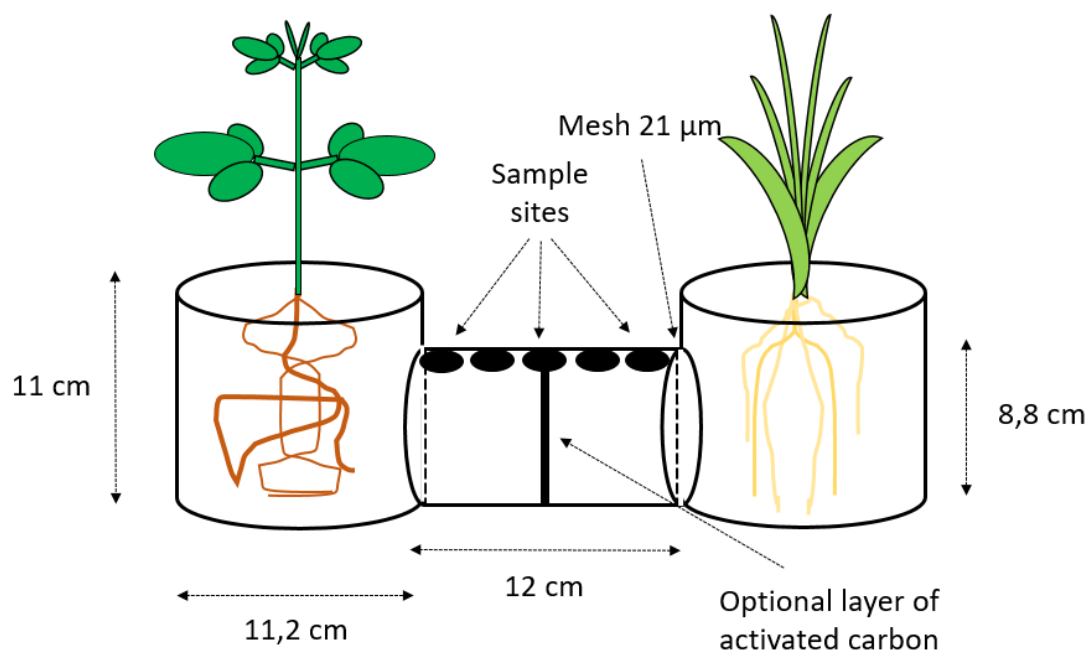 Mesh 21 µm
Sample
sites
11 cm
8,8 cm
12 cm
11,2 cm
Optional layer of
activated carbon